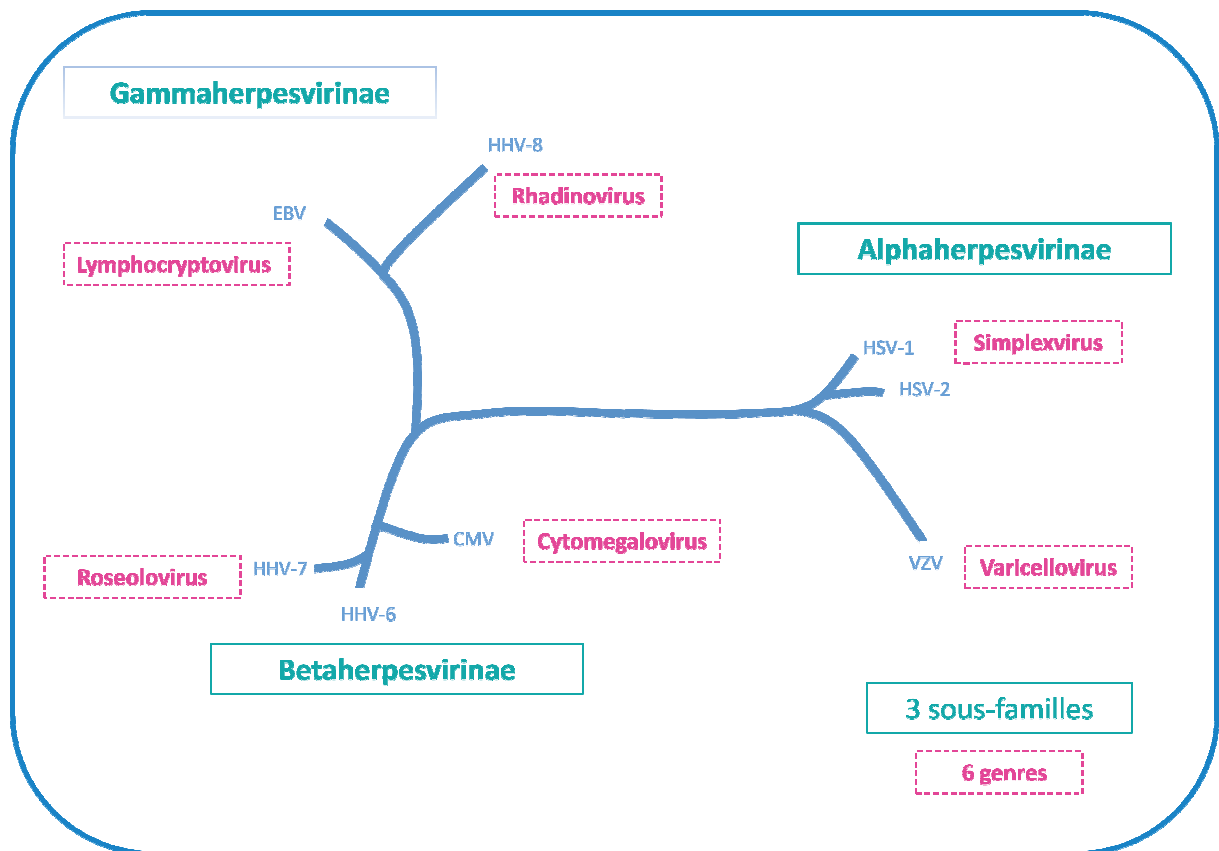 Gammaherpesvirinae
HHV-8
Rhadinovirus
EBV
Lymphocryptovirus
Alphaherpesvirinae
HSV-1
Simplexvirus
HSV-2
CMV
Cytomegalovirus
HHV-7
Roseolovirus
HHV-6
VZV
Varicellovirus
Betaherpesvirinae
3 sous-familles
6 genres